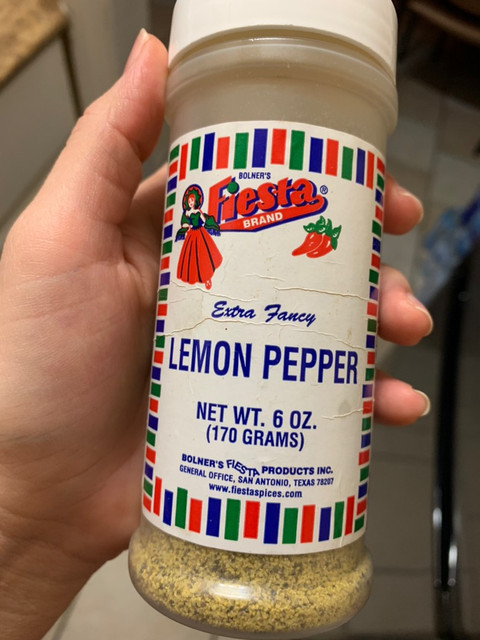 BOLNER'S
Fiesta®
BRAND
Extra Fancy
LEMON PEPPER
NET WT. 6 OZ.
(170 GRAMS)
BOLNER'S FIESTA PRODUCTS INC.
GENERAL OFFICE, SAN ANTONIO, TEXAS 78207
www.fiestaspices.com